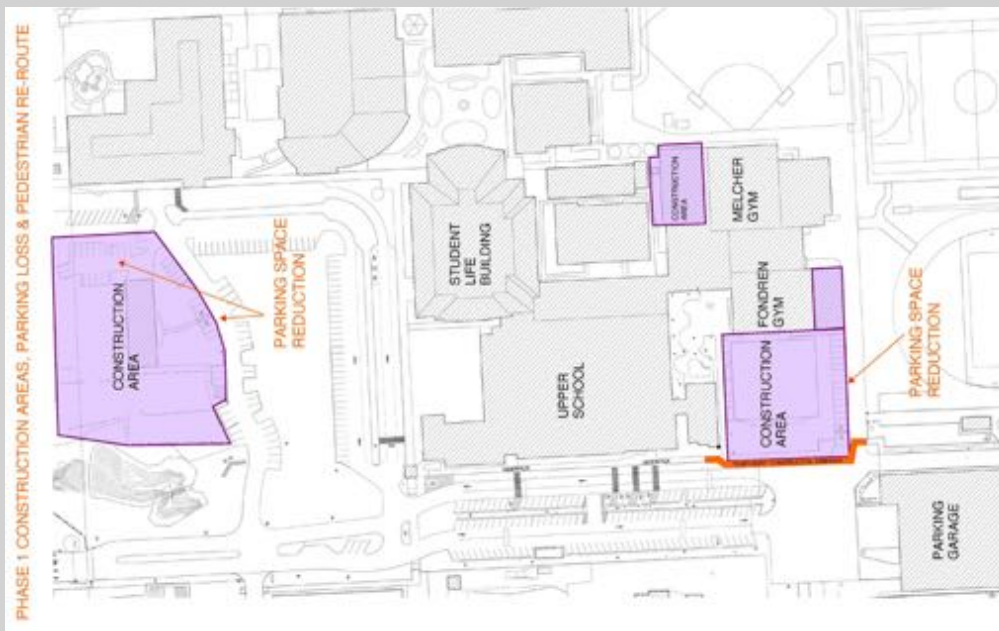 PHASE 1 CONSTRUCTION AREAS, PARKING LOSS & PEDESTRIAN RE-ROUTE
CONSTRUCTION
AREA
PARKING SPACE
REDUCTION
STUDENT
LIFE
BUILDING
UPPER
SCHOOL
CONSTRUCTION
AREA
MELCHER
GYM
FONDREN
GYM
CONSTRUCTION
AREA
PARKING SPACE
REDUCTION
PARKING
GARAGE